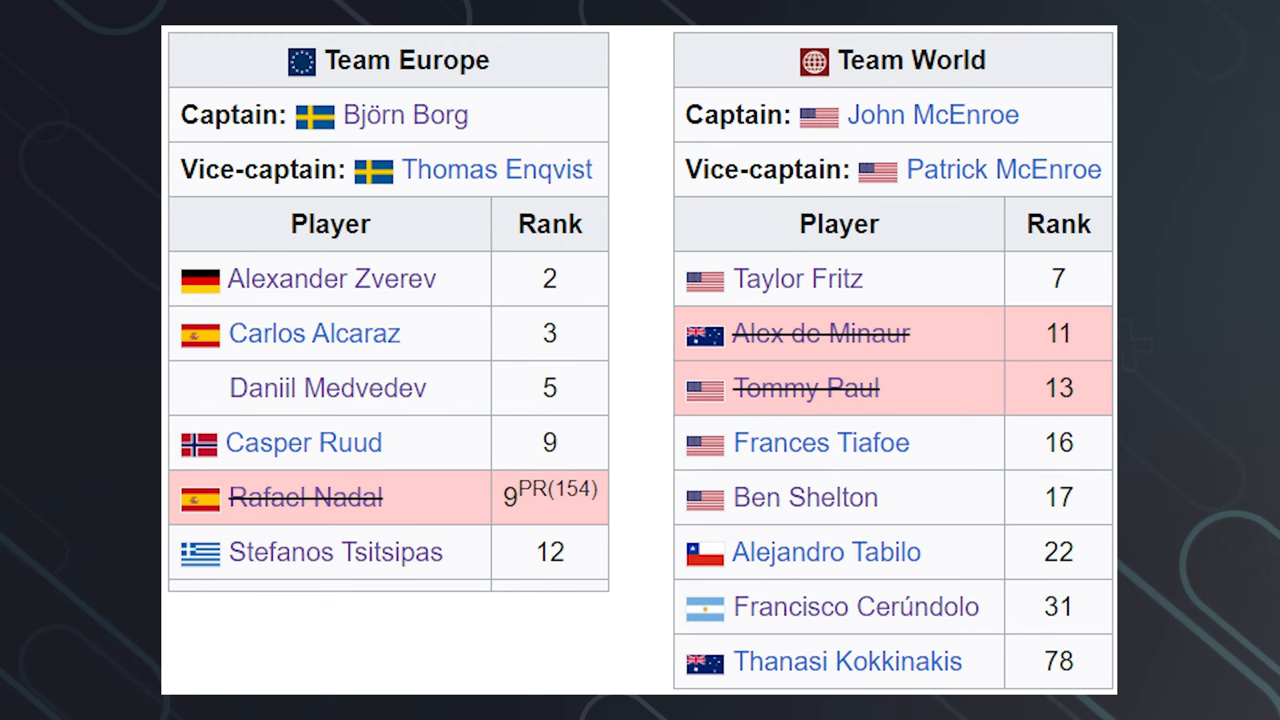 Team Europe
Captain: Björn Borg
Vice-captain: Thomas Enqvist
Player Rank
Alexander Zverev 2
Carlos Alcaraz 3
Daniil Medvedev 5
Casper Ruud 9
Rafael Nadal 9PR(154)
Stefanos Tsitsipas 12
Team World
Captain: John McEnroe
Vice-captain: Patrick McEnroe
Player Rank
Taylor Fritz 7
Alex de Minaur 11
Tommy Paul 13
Frances Tiafoe 16
Ben Shelton 17
Alejandro Tabilo 22
Francisco Cerúndolo 31
Thanasi Kokkinakis 78